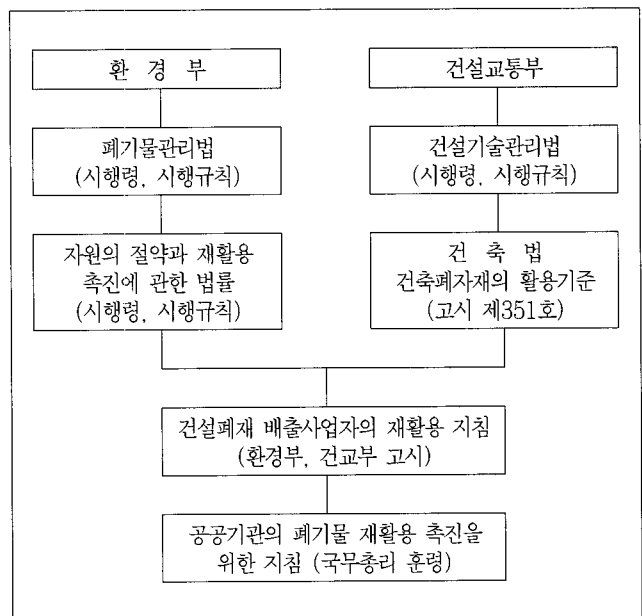 환 경 부
건설교통부
폐기물관리법
(시행령, 시행규칙)
건설기술관리법
(시행령, 시행규칙)
자원의 절약과 재활용
촉진에 관한 법률
(시행령, 시행규칙)
건 축 법
건축폐자재의 활용기준
(고시 제351호)
건설폐재 배출사업자의 재활용 지침
(환경부, 건교부 고시)
공공기관의 폐기물 재활용 촉진을
위한 지침 (국무총리 훈령)